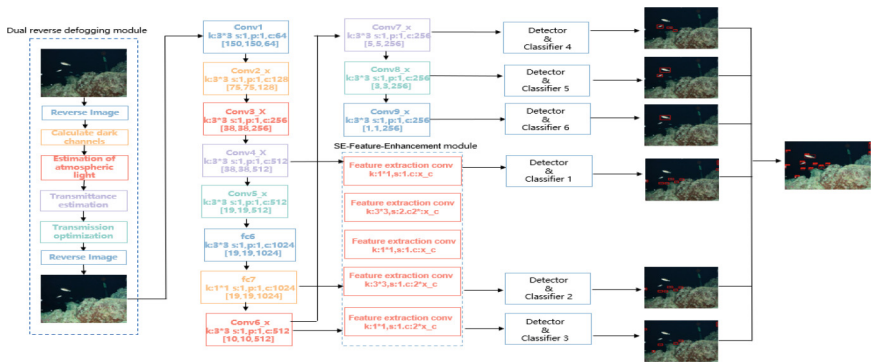 Dual reverse defogging module
Reverse Image
Calculate dark
channels
Estimation of
atmospheric
light
Transmittance
estimation
Transmission
optimization
Reverse Image
Conv1
k:3*3 s:1,p:1,c:64
[150,150,64]
Conv2_x
k:3*3 s:1,p:1,c:128
[75,75,128]
Conv3_X
k:3*3 s:1,p:1,c:256
[38,38,256]
Conv4_X
k:3*3 s:1,p:1,c:512
[38,38,512]
Conv5_x
k:3*3 s:1,p:1,c:512
[19,19,512]
fc6
k:3*3 s:1,p:1,c:1024
[19,19,1024]
fc7
k:1*1 s:1,p:1,c:1024
[19,19,1024]
Conv6_x
k:3*3 s:1,p:1,c:512
[10,10,512]
Conv7_x
k:3*3 s:1,p:1,c:256
[5,5,256]
Conv8_x
k:3*3 s:1,p:1,c:256
[3,3,256]
Conv9_x
k:3*3 s:1,p:1,c:256
[1,1,256]
SE-Feature-Enhancement module
Feature extraction conv
k:1*1,s:1.c:x_c
Feature extraction conv
k:3*3,s:2.c2*:x_c
Feature extraction conv
k:1*1,s:1.c:x_c
Feature extraction conv
k:3*3,s:1.c:2*x_c
Feature extraction conv
k:1*1,s:1.c:2*x_c
Detector
&
Classifier 4
Detector
&
Classifier 5
Detector
&
Classifier 6
Detector
&
Classifier 1
Detector
&
Classifier 2
Detector
&
Classifier 3